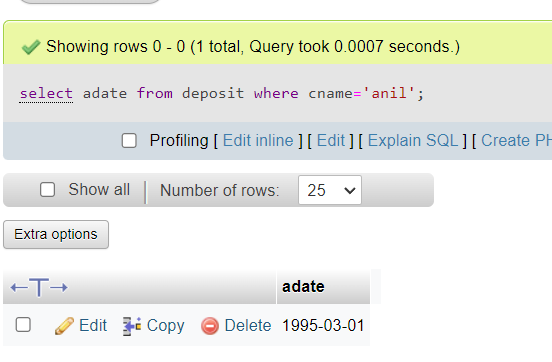 Showing rows 0 - 0 (1 total, Query took 0.0007 seconds.)
select adate from deposit where cname='anil';
Profiling [ Edit inline ] [ Edit ] [ Explain SQL ] [ Create PH
Show all Number of rows: 25
Extra options
←T→ adate
Edit Copy Delete 1995-03-01